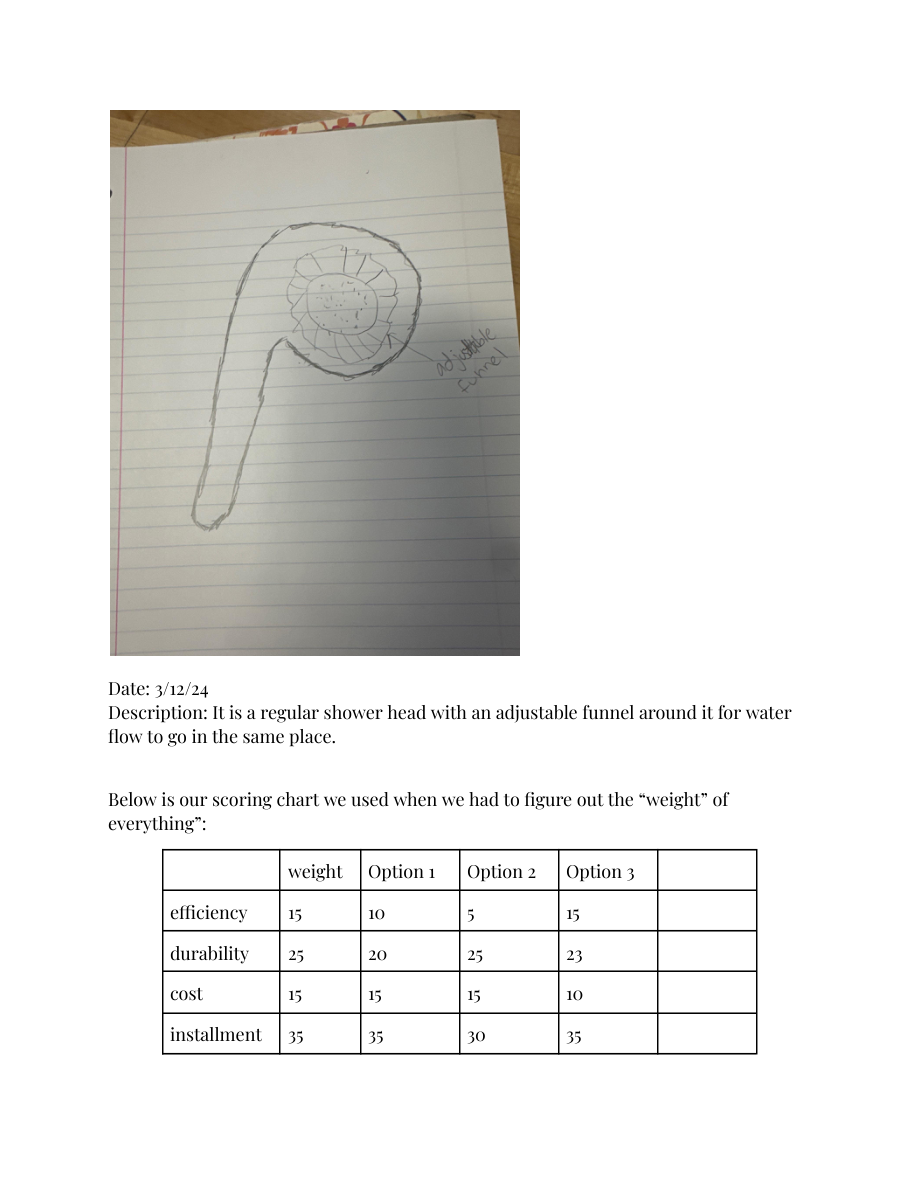 adjustable
funnel
Date: 3/12/24
Description: It is a regular shower head with an adjustable funnel around it for water
flow to go in the same place.
Below is our scoring chart we used when we had to figure out the “weight” of
everything”:
weight Option 1 Option 2 Option 3
efficiency 15 10 5 15
durability 25 20 25 23
cost 15 15 15 10
installment 35 35 30 35